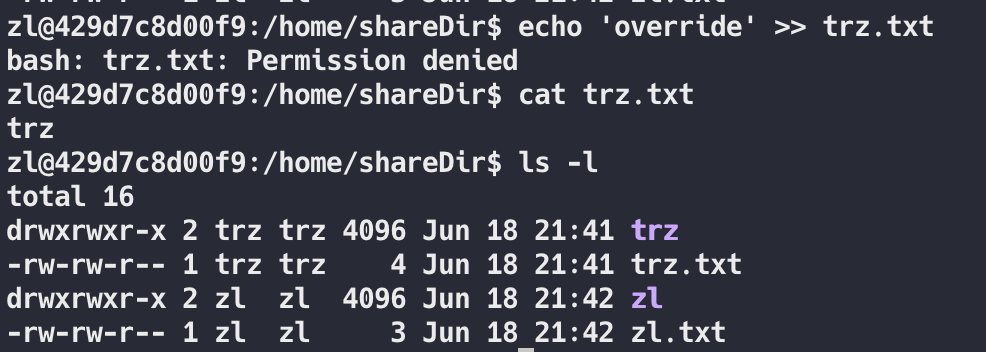 zl@429d7c8d00f9:/home/shareDir$ echo 'override' >> trz.txt
bash: trz.txt: Permission denied
zl@429d7c8d00f9:/home/shareDir$ cat trz.txt
trz
zl@429d7c8d00f9:/home/shareDir$ ls -l
total 16
drwxrwxr-x 2 trz trz 4096 Jun 18 21:41 trz
-rw-rw-r-- 1 trz trz    4 Jun 18 21:41 trz.txt
drwxrwxr-x 2 zl  zl  4096 Jun 18 21:42 zl
-rw-rw-r-- 1 zl  zl     3 Jun 18 21:42 zl.txt